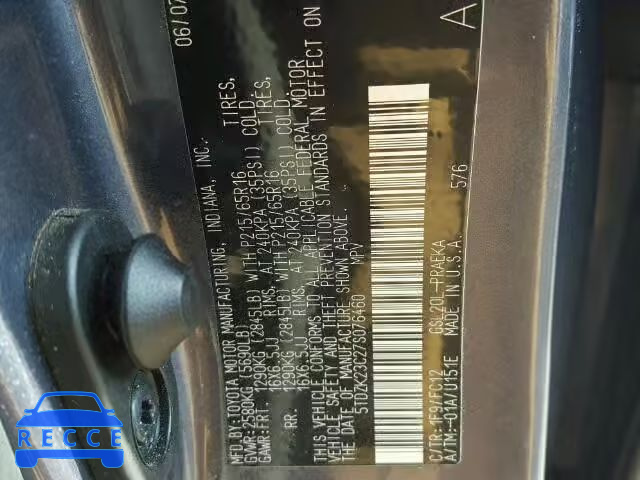 MFD.BY:TOYOTA MOTOR MANUFACTURING, INDIANA, INC. 06/07
GVWR:2580KG (5690LB)
GAWR:FRT. 1290KG (2845LB) WITH P215/65R16 TIRES,
16X6.5JJ RIMS, AT 240KPA (35PSI) COLD.
RR. 1290KG (2845LB) WITH P215/65R16 TIRES,
16X6.5JJ RIMS, AT 240KPA (35PSI) COLD.
THIS VEHICLE CONFORMS TO ALL APPLICABLE FEDERAL MOTOR
VEHICLE SAFETY AND THEFT PREVENTION STANDARDS IN EFFECT ON
THE DATE OF MANUFACTURE SHOWN ABOVE.
5TDZK23C27S076460 MPV
576
C/TR:1F9/FC12 GSL20L-PRAEKA
A/TM:-01A/U151E MADE IN U.S.A.
A